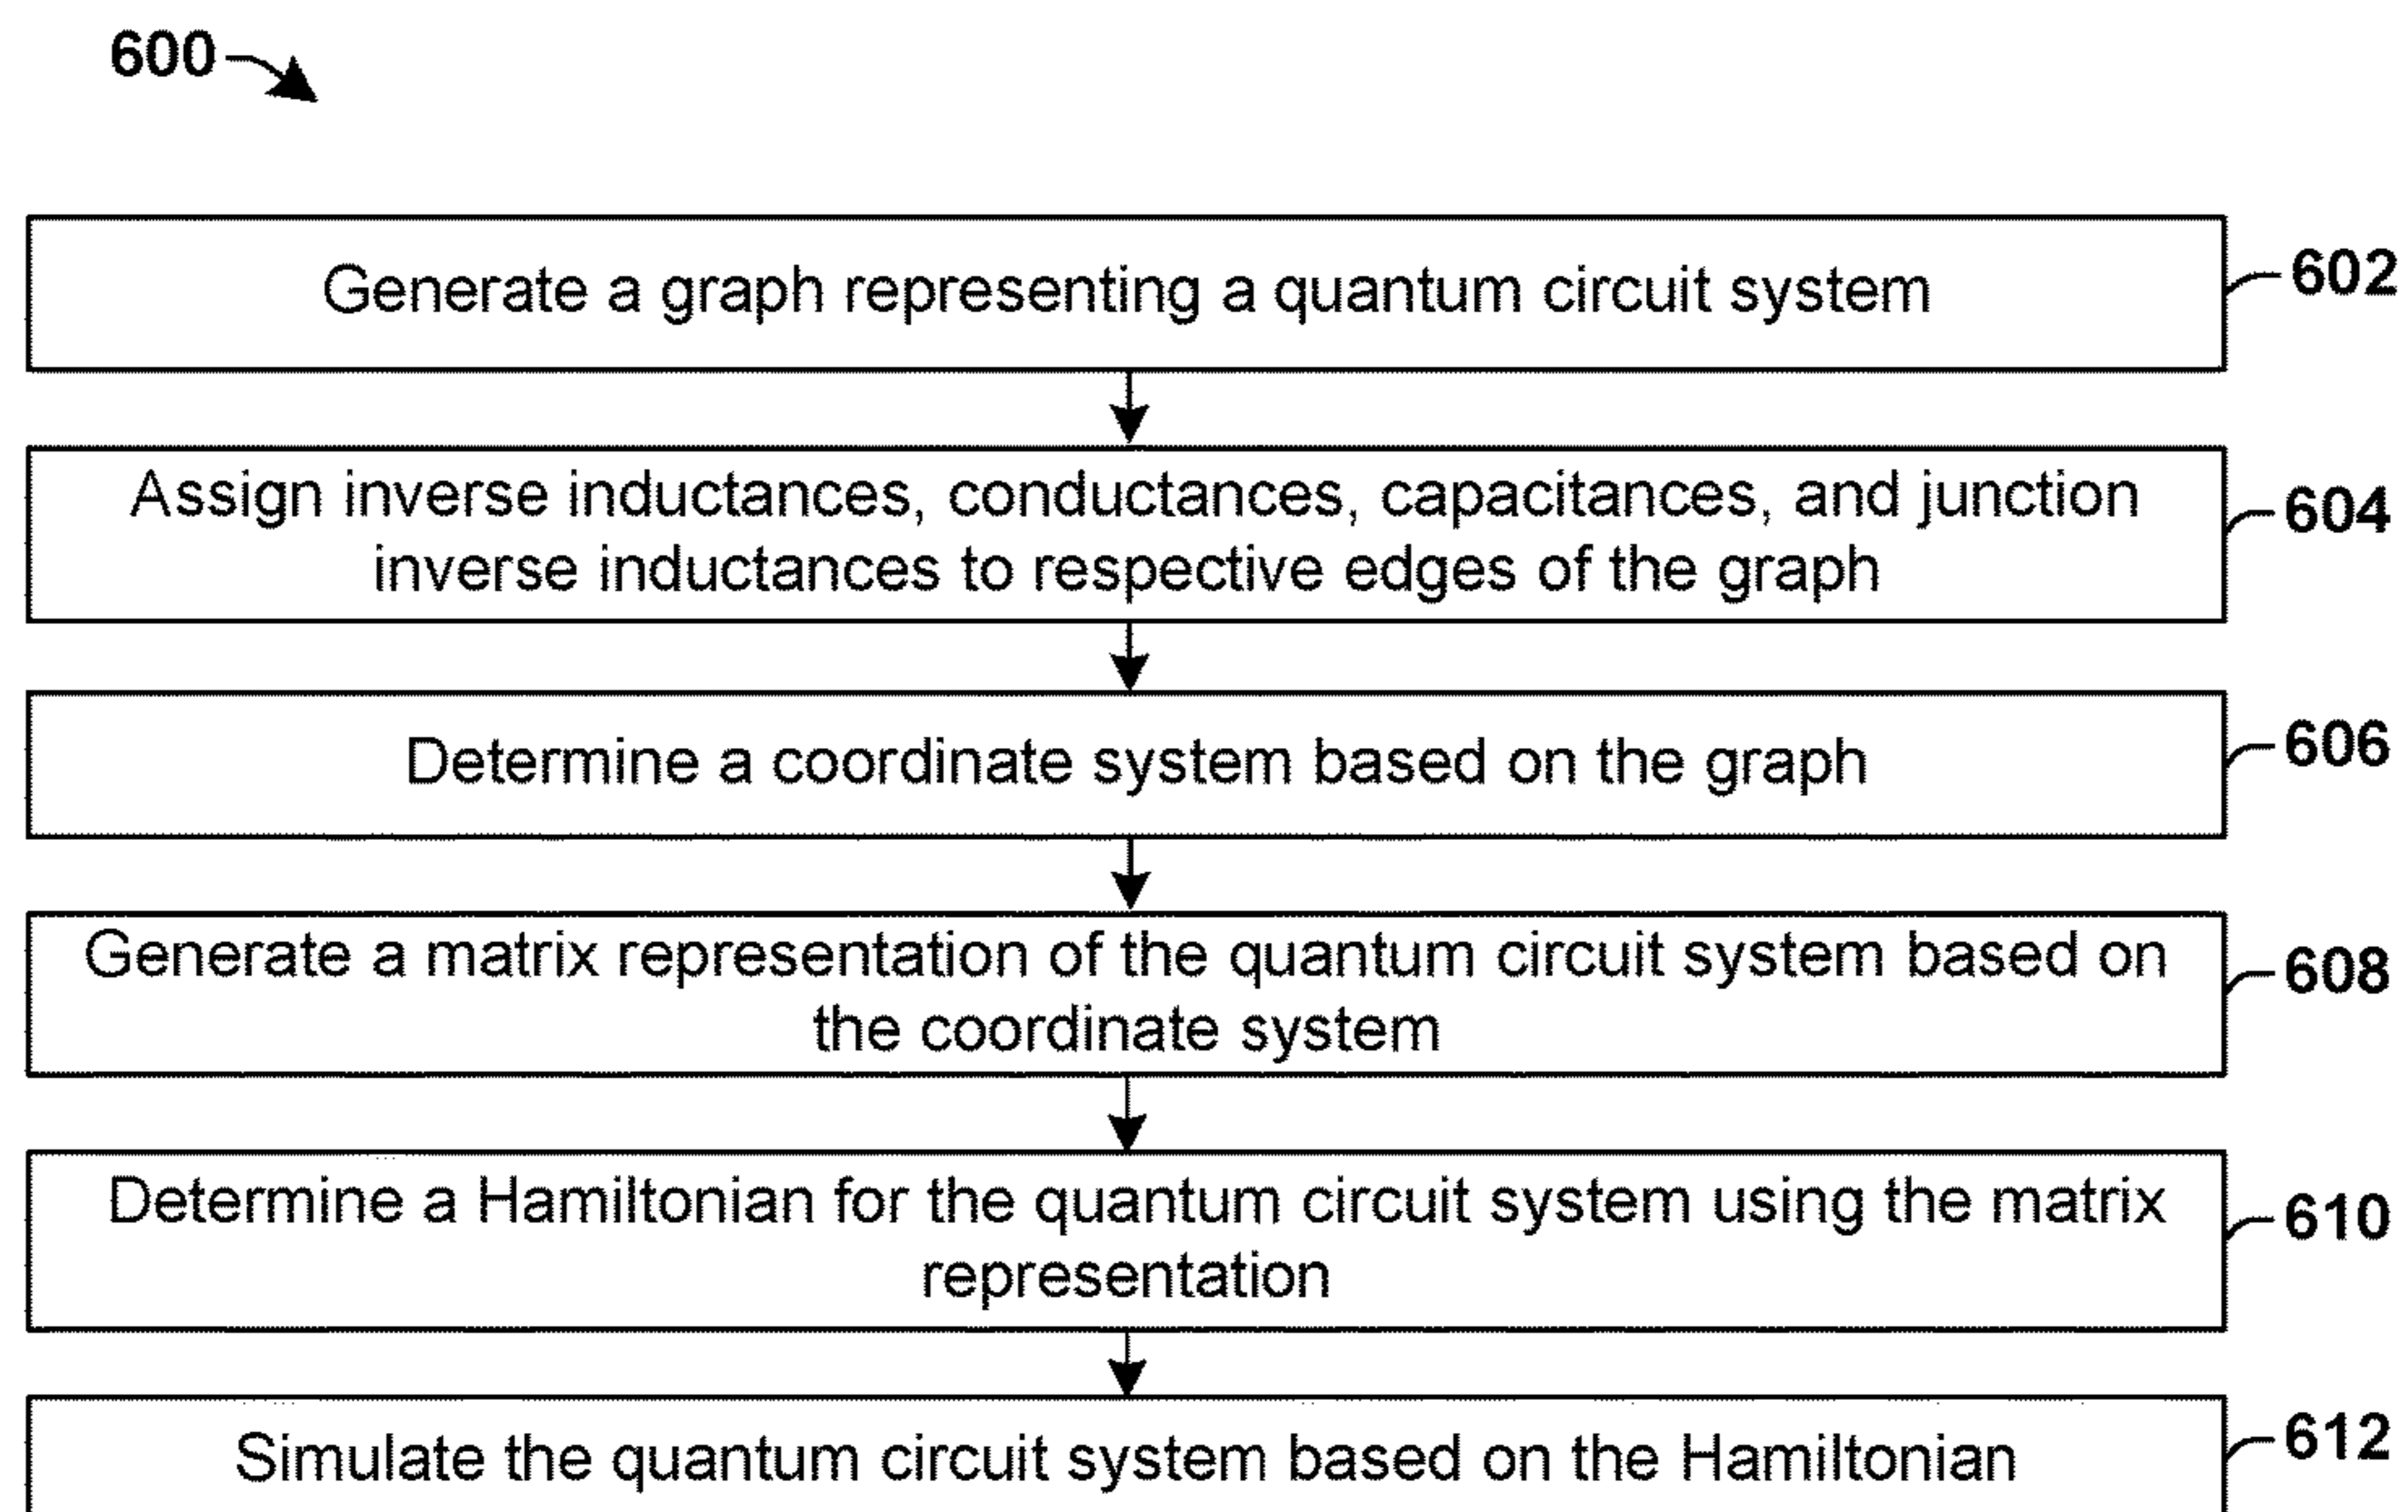 600
Generate a graph representing a quantum circuit system
602
Assign inverse inductances, conductances, capacitances, and junction
inverse inductances to respective edges of the graph
604
Determine a coordinate system based on the graph
606
Generate a matrix representation of the quantum circuit system based on
the coordinate system
608
Determine a Hamiltonian for the quantum circuit system using the matrix
representation
610
Simulate the quantum circuit system based on the Hamiltonian
612